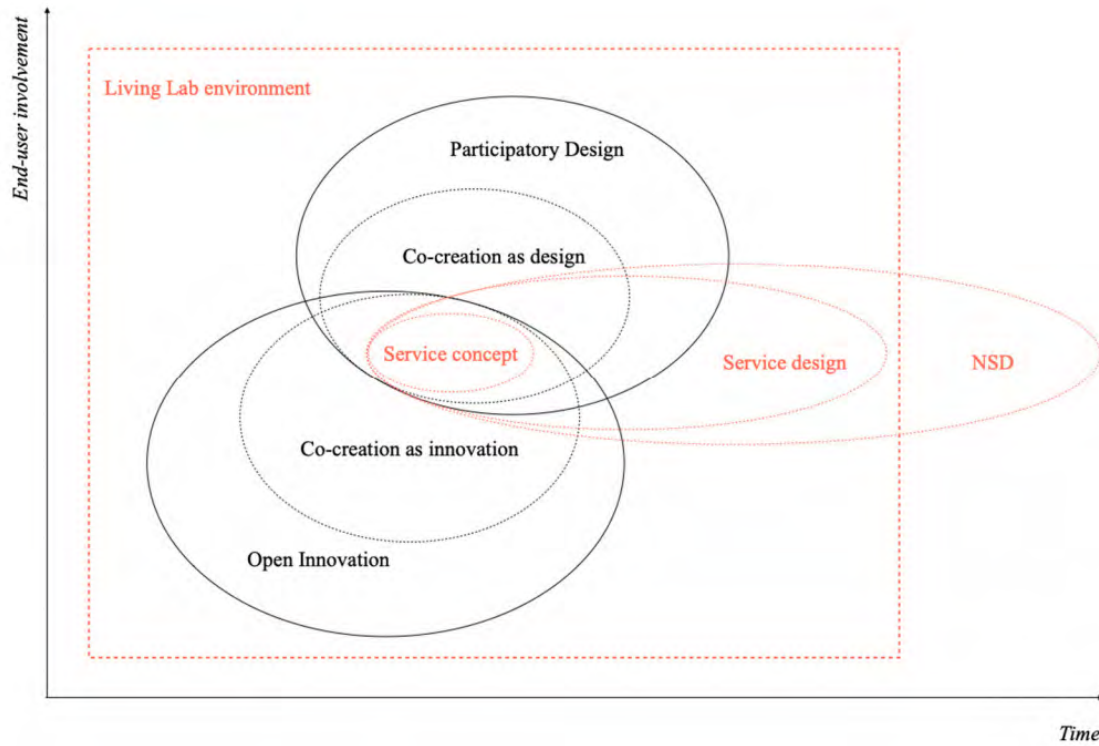 End-user involvement
Living Lab environment
Participatory Design
Co-creation as design
Service concept
Service design
NSD
Co-creation as innovation
Open Innovation
Time